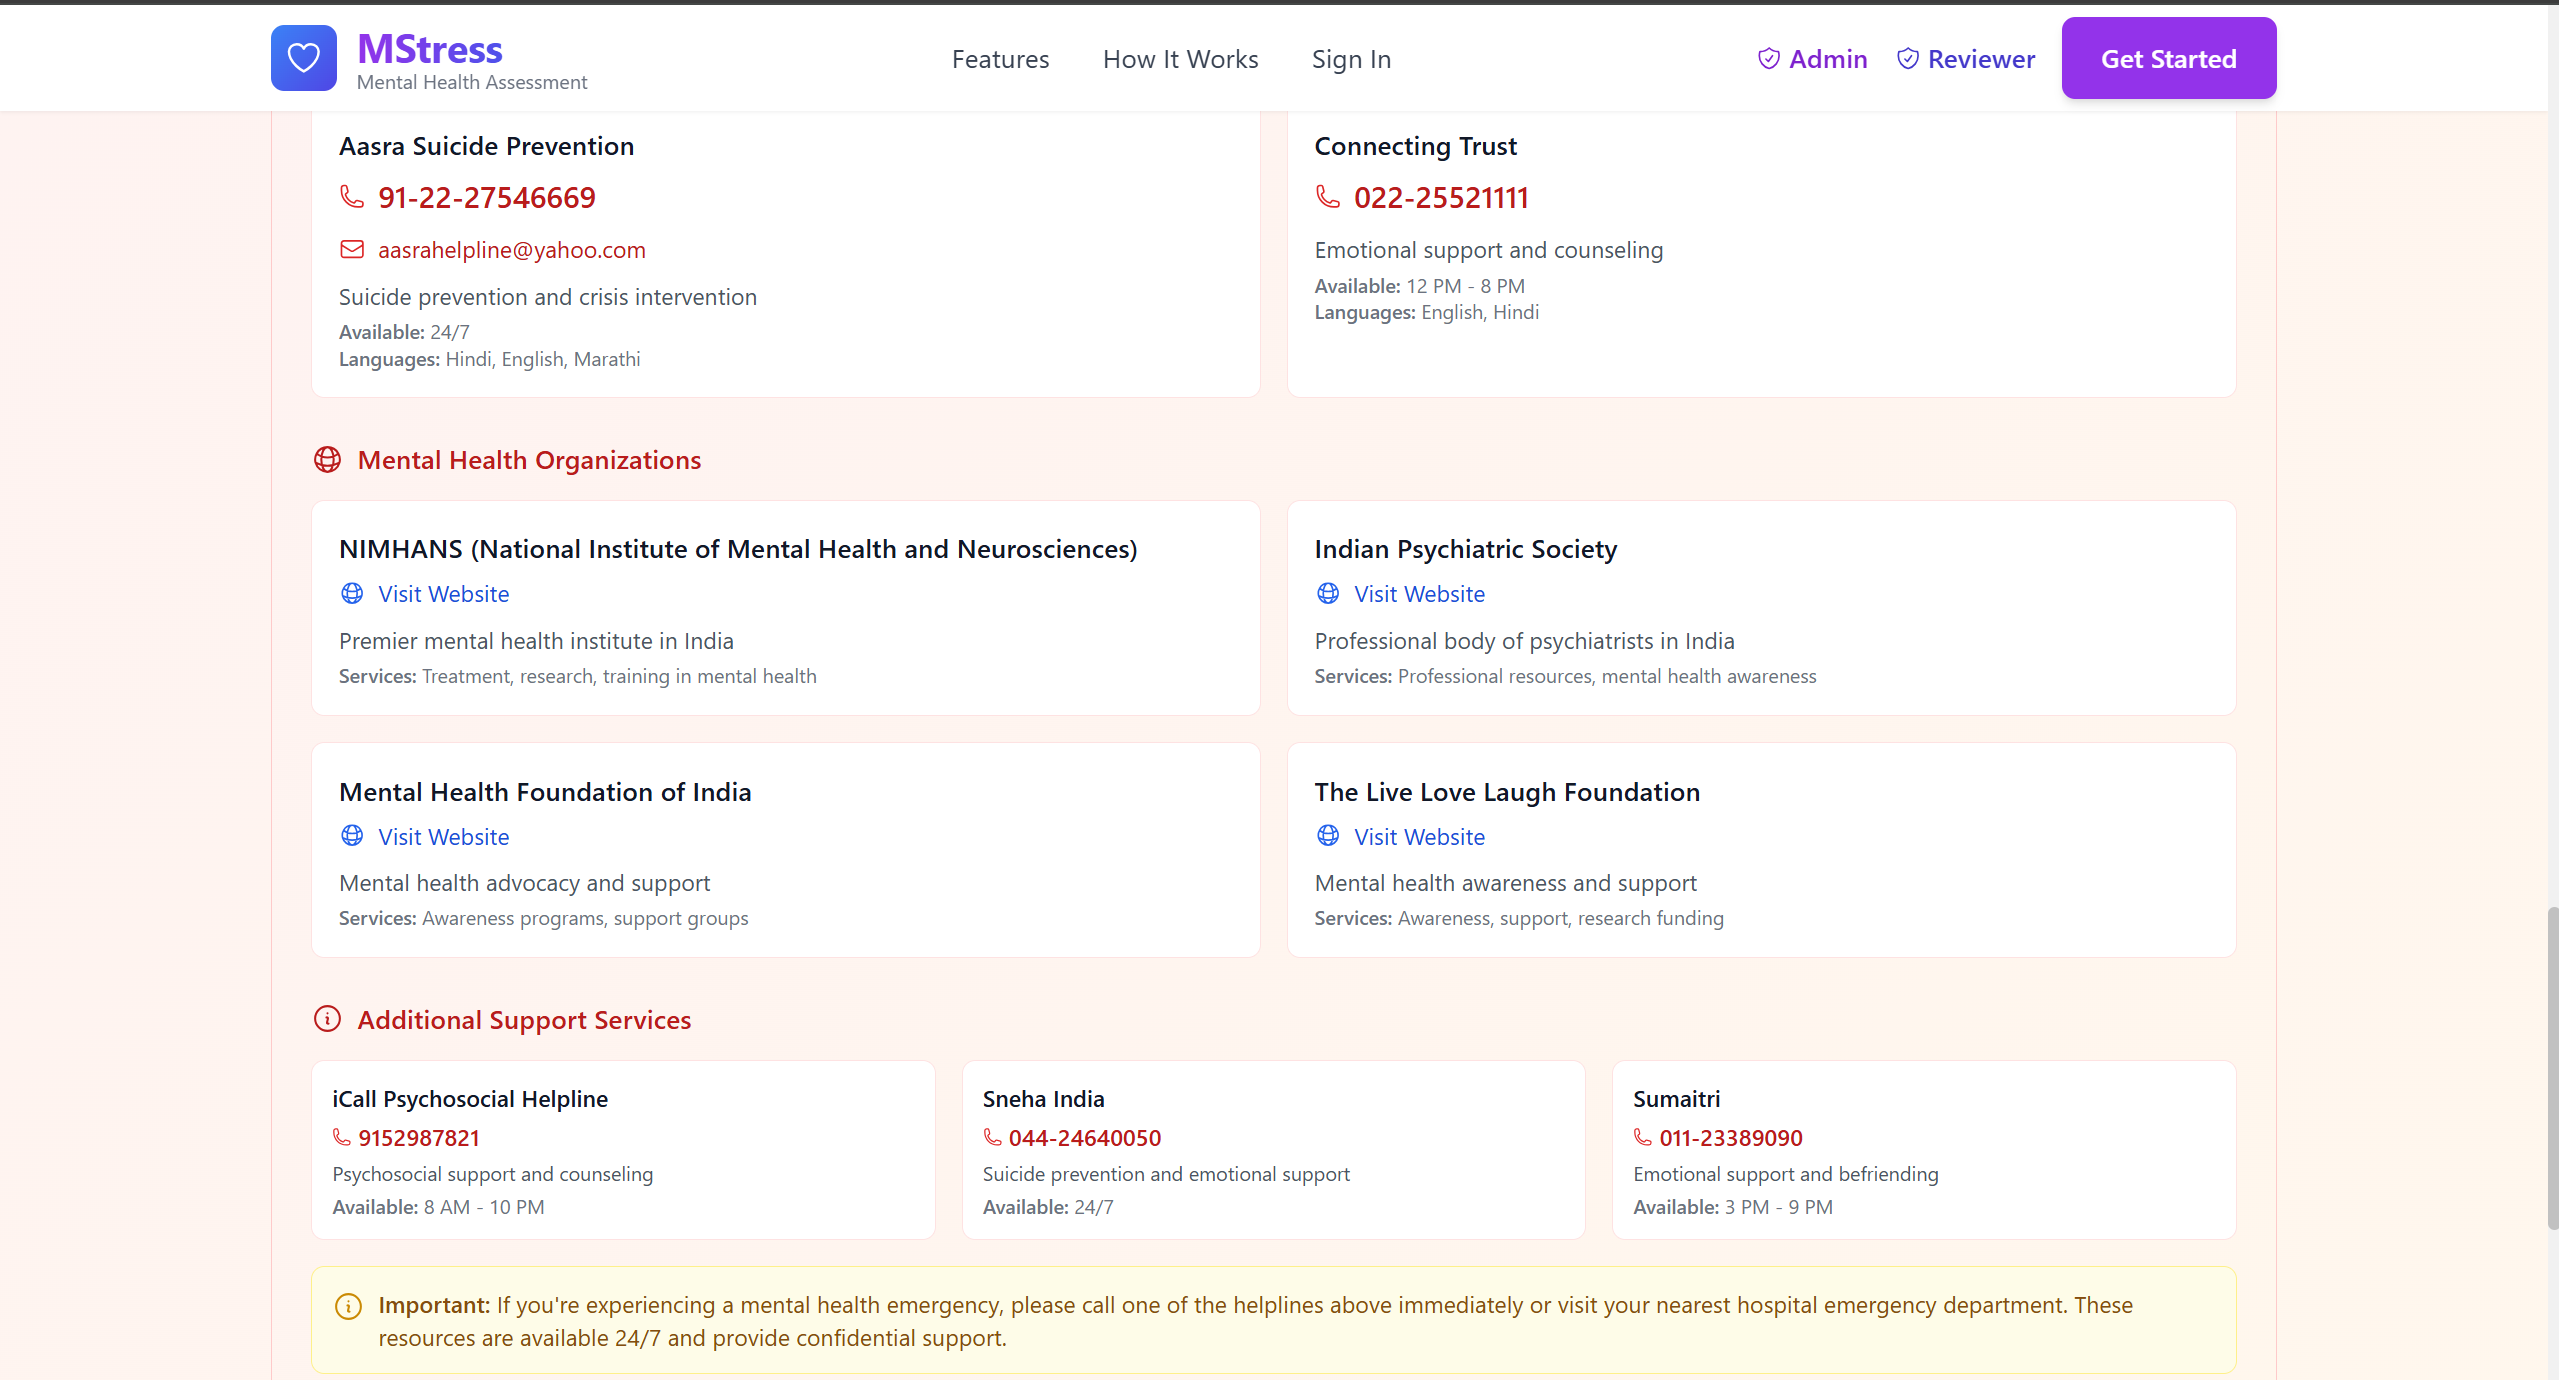 MStress
Mental Health Assessment
Features
How It Works
Sign In
Admin
Reviewer
Get Started
Aasra Suicide Prevention
91-22-27546669
aasrahelpline@yahoo.com
Suicide prevention and crisis intervention
Available: 24/7
Languages: Hindi, English, Marathi
Connecting Trust
022-25521111
Emotional support and counseling
Available: 12 PM - 8 PM
Languages: English, Hindi
Mental Health Organizations
NIMHANS (National Institute of Mental Health and Neurosciences)
Visit Website
Premier mental health institute in India
Services: Treatment, research, training in mental health
Indian Psychiatric Society
Visit Website
Professional body of psychiatrists in India
Services: Professional resources, mental health awareness
Mental Health Foundation of India
Visit Website
Mental health advocacy and support
Services: Awareness programs, support groups
The Live Love Laugh Foundation
Visit Website
Mental health awareness and support
Services: Awareness, support, research funding
Additional Support Services
iCall Psychosocial Helpline
9152987821
Psychosocial support and counseling
Available: 8 AM - 10 PM
Sneha India
044-24640050
Suicide prevention and emotional support
Available: 24/7
Sumaitri
011-23389090
Emotional support and befriending
Available: 3 PM - 9 PM
Important: If you're experiencing a mental health emergency, please call one of the helplines above immediately or visit your nearest hospital emergency department. These
resources are available 24/7 and provide confidential support.